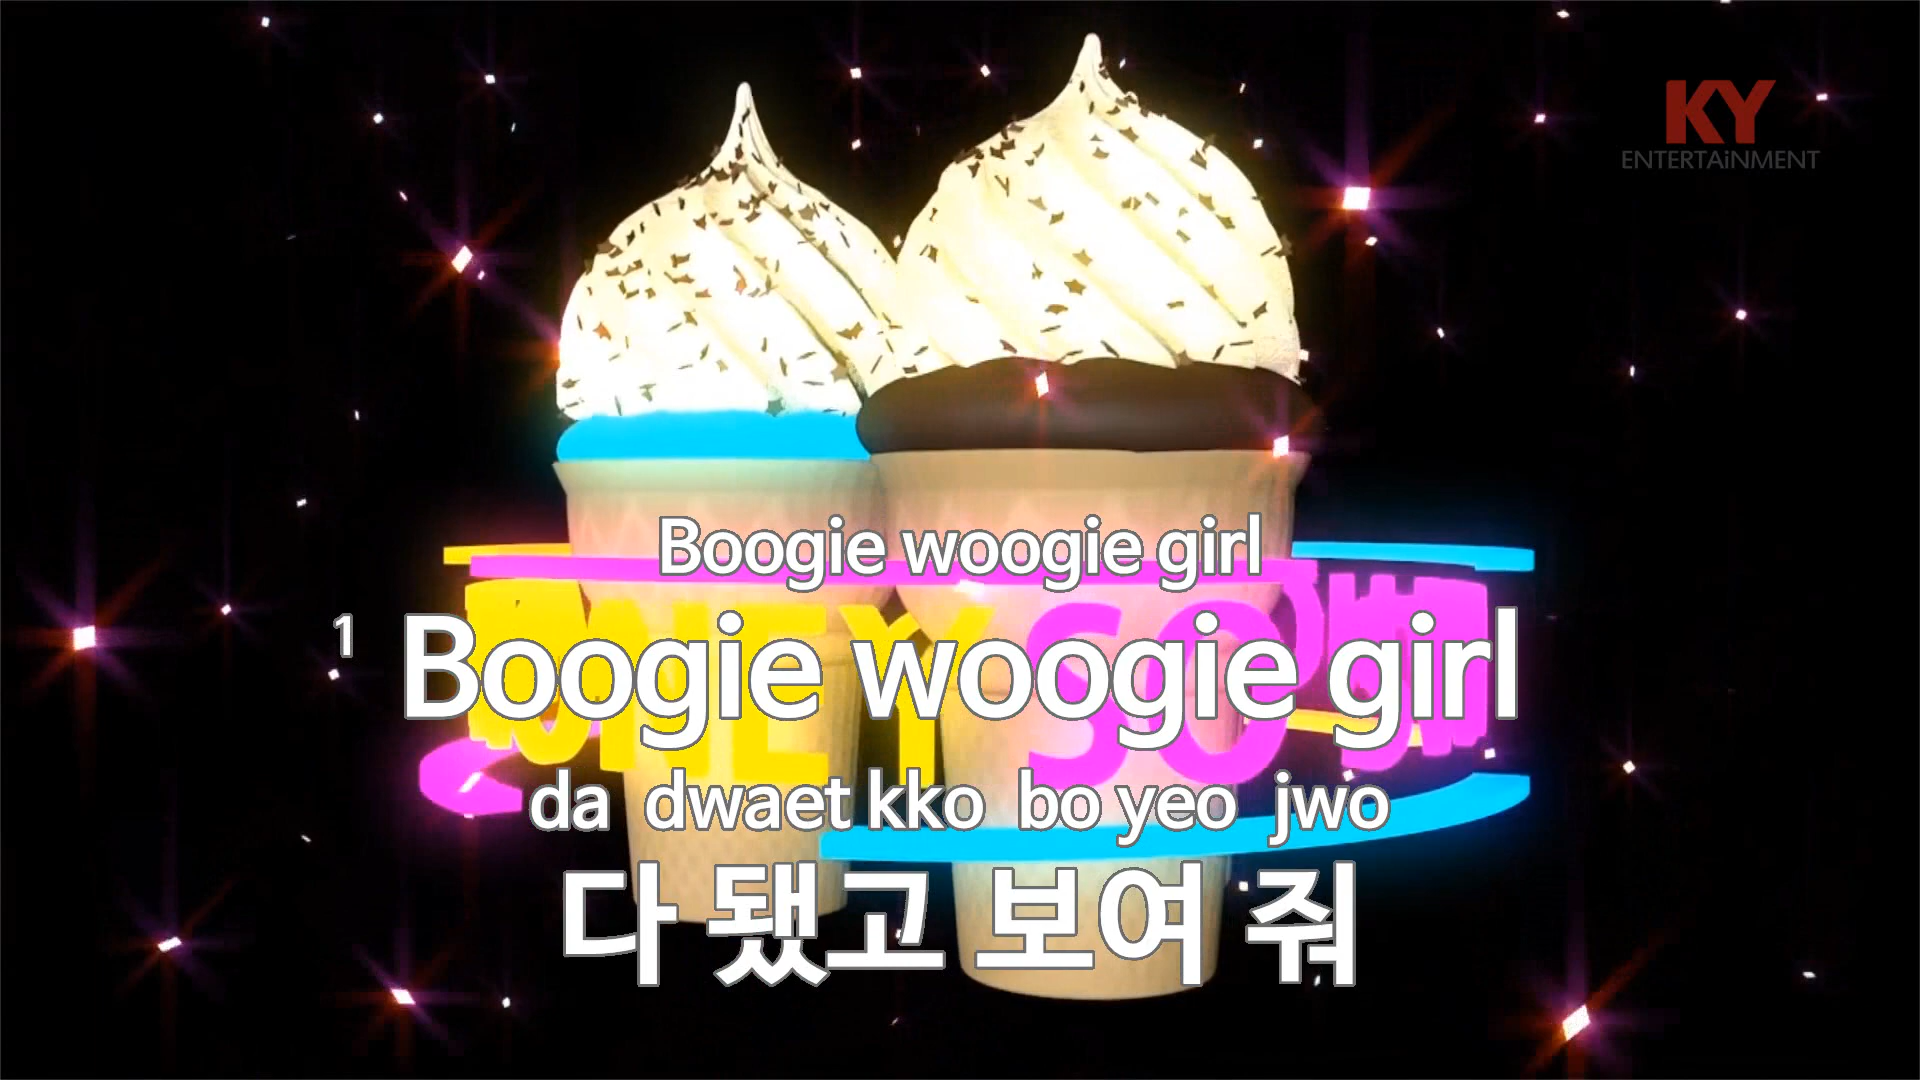 KY
ENTERTAiNMENT
Boogie woogie girl
1 Boogie woogie girl
da dwaet kko bo yeo jwo
다 됐고 보여 줘